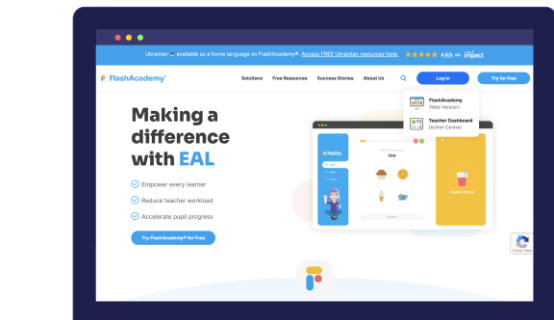 Ukrainian available as a home language on FlashAcademy®. Access FREE Ukrainian resources here. 4.6/5 on impact
FlashAcademy®
Solutions Free Resources Success Stories About Us Log In Try for free
FlashAcademy
(Web Version)
Teacher Dashboard
(Admin Centre)
Making a
difference
with EAL
Empower every learner
Reduce teacher workload
Accelerate pupil progress
Try FlashAcademy® for Free
Hello
tea